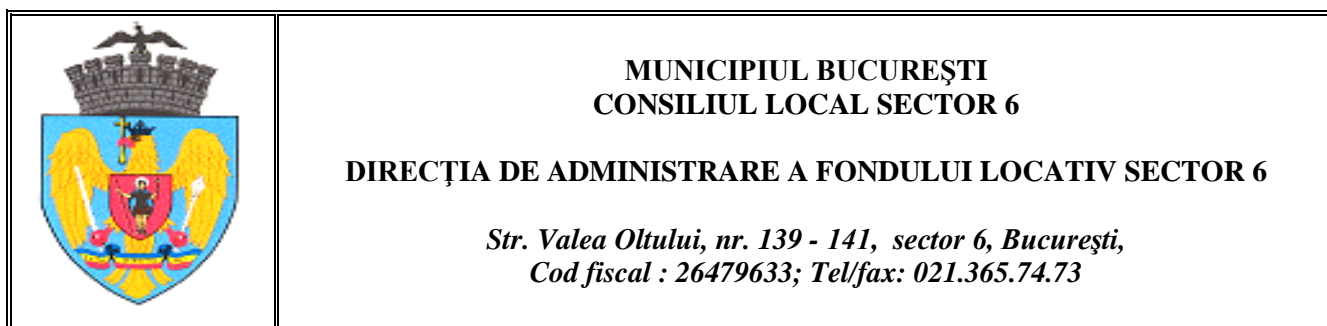 MUNICIPIUL BUCUREŞTI
CONSILIUL LOCAL SECTOR 6
DIRECŢIA DE ADMINISTRARE A FONDULUI LOCATIV SECTOR 6
Str. Valea Oltului, nr. 139 - 141, sector 6, Bucureşti,
Cod fiscal : 26479633; Tel/fax: 021.365.74.73